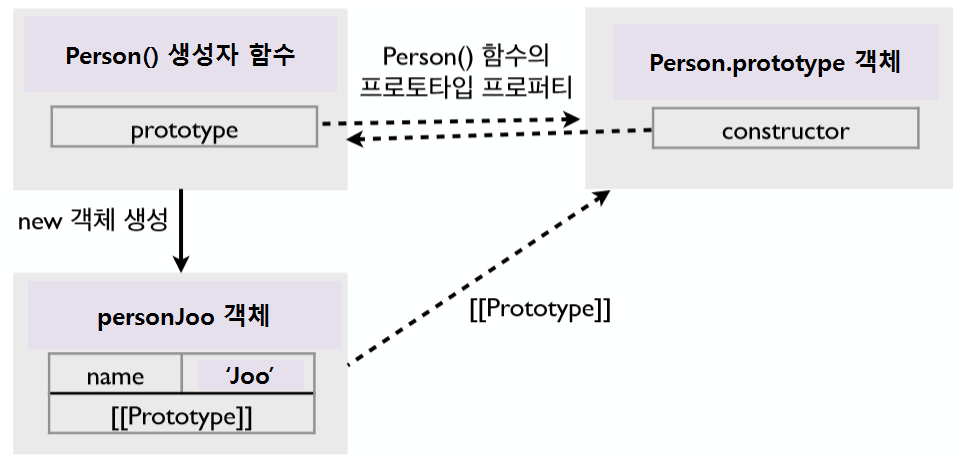 Person() 생성자 함수
prototype
Person() 함수의
프로토타입 프로퍼티
Person.prototype 객체
constructor
new 객체 생성
personJoo 객체
name
‘Joo’
[[Prototype]]
[[Prototype]]